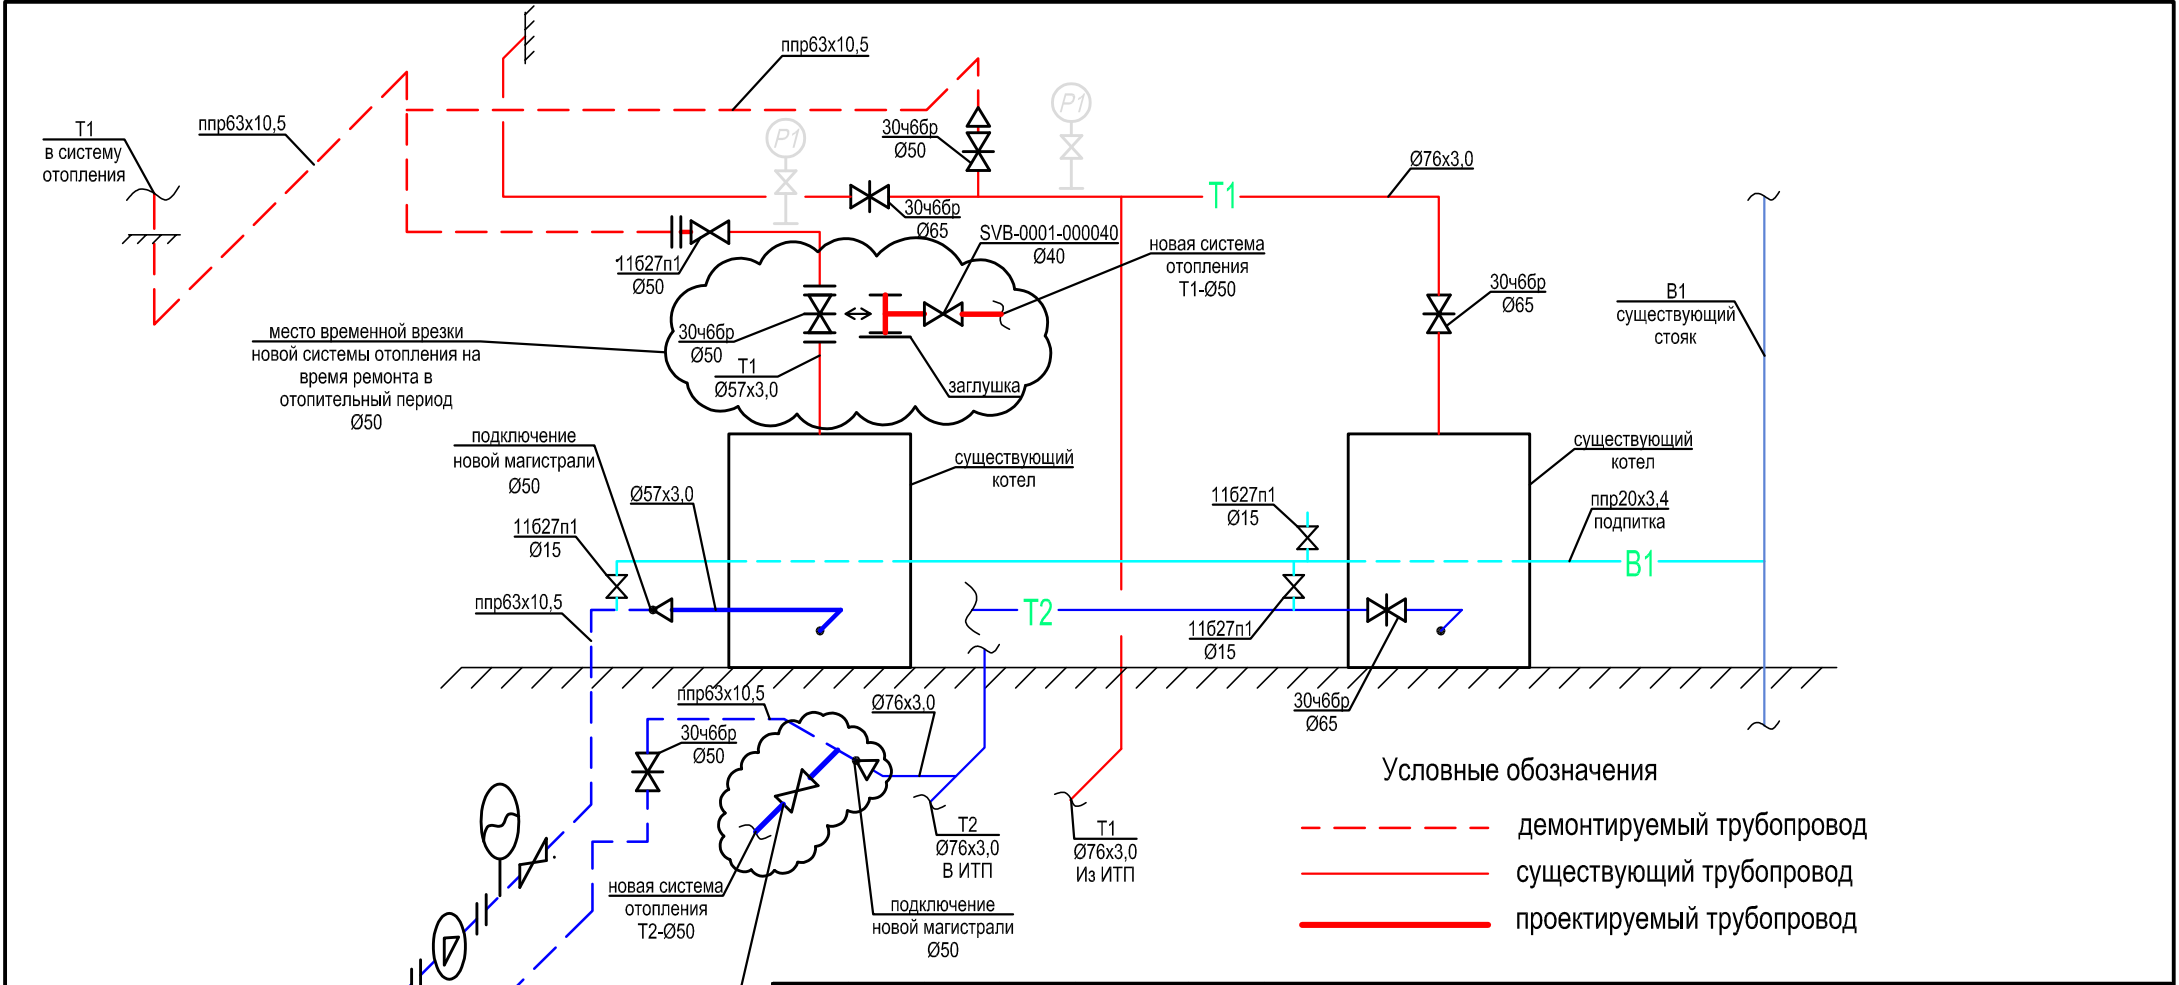 ппр63х10,5
Т1
в систему
отопления
ппр63х10,5
P1
30ч6бр
Ø50
P1
Ø76х3,0
Т1
30ч6бр
Ø65
11б27п1
Ø50
SVB-0001-000040
Ø40
новая система
отопления
Т1-Ø50
30ч6бр
Ø65
В1
существующий
стояк
место временной врезки
новой системы отопления на
время ремонта в
отопительный период
Ø50
30ч6бр
Ø50
Т1
Ø57х3,0
заглушка
подключение
новой магистрали
Ø50
Ø57х3,0
существующий
котел
существующий
котел
11б27п1
Ø15
11б27п1
Ø15
ппр20х3,4
подпитка
В1
ппр63х10,5
Т2
11б27п1
Ø15
30ч6бр
Ø65
ппр63х10,5
Ø76х3,0
30ч6бр
Ø50
Т2
Ø76х3,0
В ИТП
Т1
Ø76х3,0
Из ИТП
новая система
отопления
Т2-Ø50
подключение
новой магистрали
Ø50
Условные обозначения
демонтируемый трубопровод
существующий трубопровод
проектируемый трубопровод